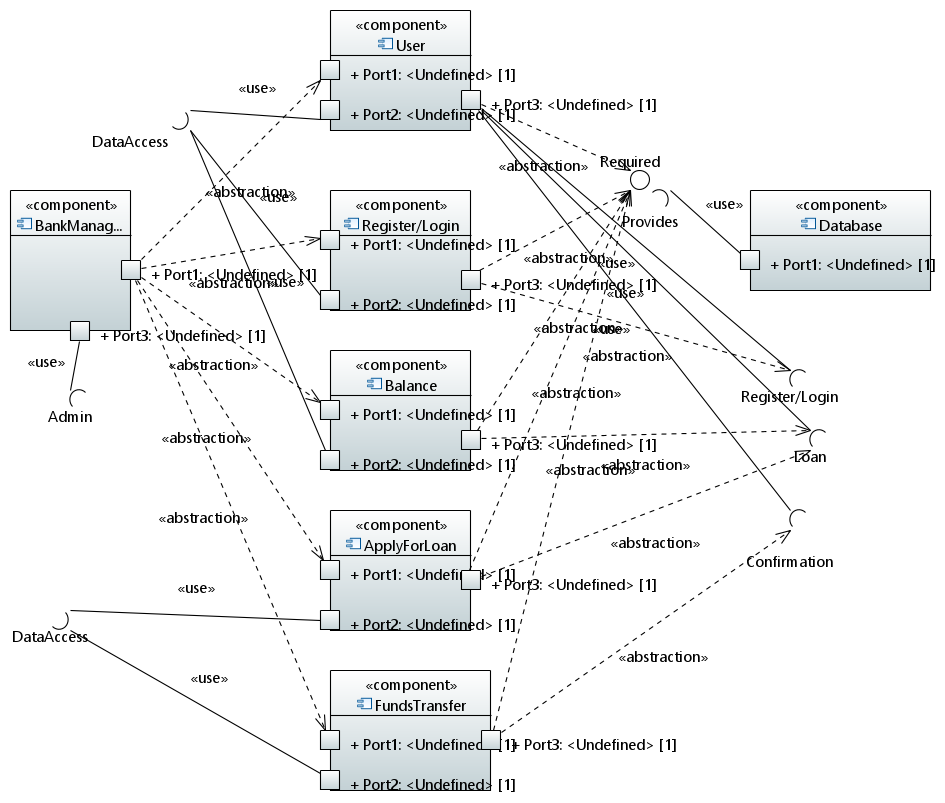 «component»
User
+ Port1: <Undefined> [1]
«use»
+ Port3: <Undefined> [1]
+ Port2: <Undefined> [1]
DataAccess
Required
«abstraction»
«abstraction»
«use»
«component»
BankManag...
«component»
Register/Login
«use»
«component»
Database
Provides
+ Port1: <Undefined> [1]
«abstraction»
«use»
+ Port1: <Undefined> [1]
+ Port1: <Undefined> [1]
«abstraction»
«use»
+ Port3: <Undefined> [1]
«use»
+ Port2: <Undefined> [1]
+ Port3: <Undefined> [1]
«abstraction»
«use»
«use»
«abstraction»
«abstraction»
«component»
Balance
Admin
+ Port1: <Undefined> [1]
«abstraction»
Register/Login
«abstraction»
+ Port3: <Undefined> [1]
Loan
+ Port2: <Undefined> [1]
«abstraction»
«abstraction»
«abstraction»
«component»
ApplyForLoan
«abstraction»
Confirmation
+ Port1: <Undefined> [1]
+ Port3: <Undefined> [1]
«use»
+ Port2: <Undefined> [1]
DataAccess
«abstraction»
«use»
«component»
FundsTransfer
+ Port1: <Undefined> [1]
+ Port3: <Undefined> [1]
+ Port2: <Undefined> [1]